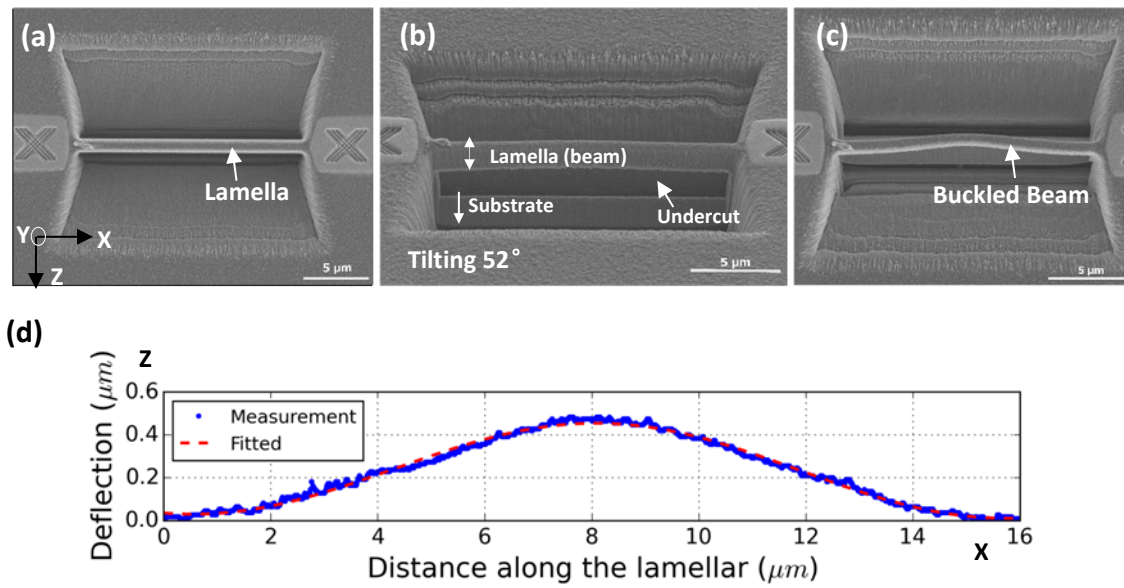 (a)
Lamella
Y
X
Z
5 μm
(b)
Lamella (beam)
Substrate
Undercut
Tilting 52°
5 μm
(c)
Buckled Beam
5 μm
(d)
Z
Deflection (μm)
0.6
0.4
0.2
0.0
Measurement
Fitted
0 2 4 6 8 10 12 14 16
X
Distance along the lamellar (μm)